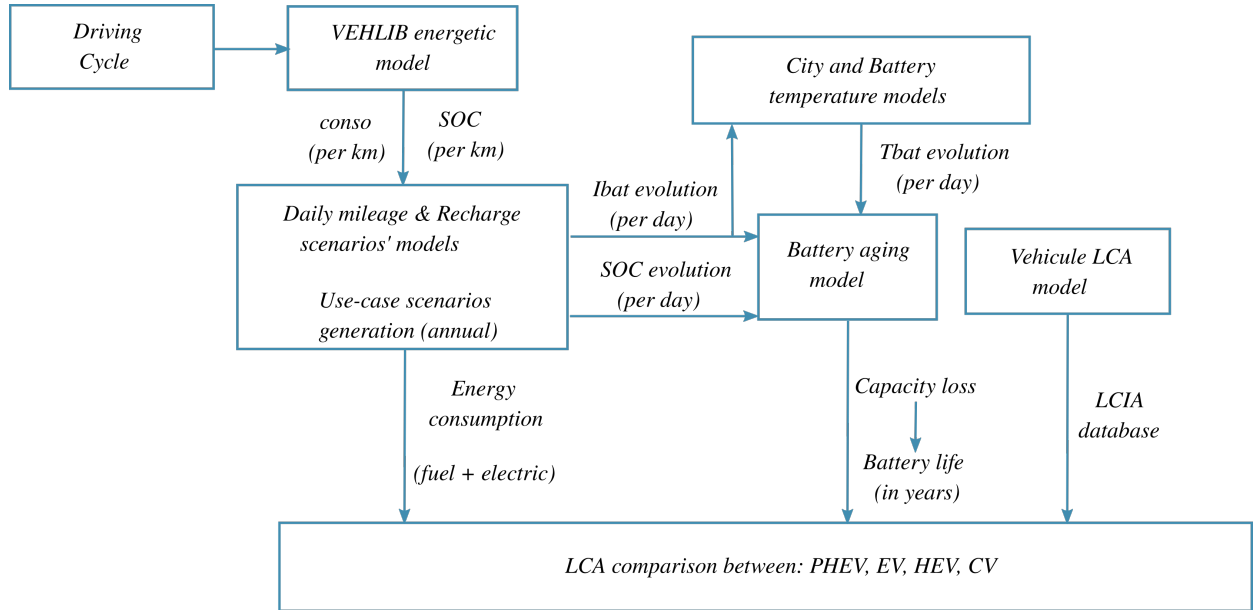 Driving
Cycle
VEHLIB energetic
model
City and Battery
temperature models
conso
(per km)
SOC
(per km)
Tbat evolution
(per day)
Daily mileage & Recharge
scenarios' models
Use-case scenarios
generation (annual)
Ibat evolution
(per day)
SOC evolution
(per day)
Battery aging
model
Vehicule LCA
model
Energy
consumption
(fuel + electric)
Capacity loss
Battery life
(in years)
LCIA
database
LCA comparison between: PHEV, EV, HEV, CV